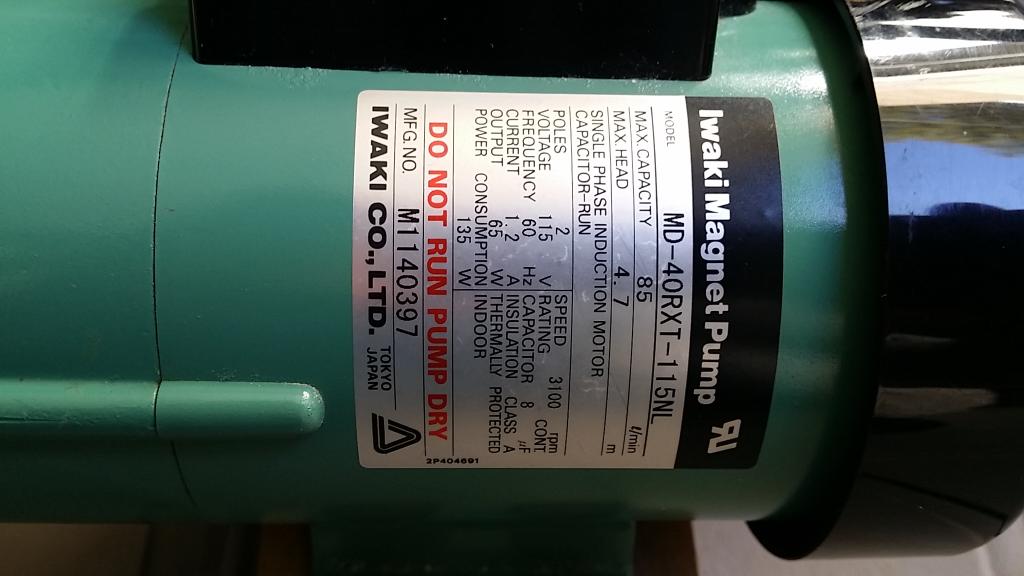 Iwaki Magnet Pump
MODEL MD-40RXT-115NL
MAX.CAPACITY 85 ℓ/min
MAX.HEAD 4.7 m
SINGLE PHASE INDUCTION MOTOR
CAPACITOR-RUN
POLES 2 SPEED 3100 rpm
VOLTAGE 115 V RATING CONT.
FREQUENCY 60 Hz CAPACITOR 8 μF
CURRENT 1.2 A INSULATION CLASS A
OUTPUT 65 W THERMALLY PROTECTED
POWER CONSUMPTION 135 W INDOOR
DO NOT RUN PUMP DRY
MFG.NO. M1140397
IWAKI CO.,LTD. TOKYO JAPAN
2P404691